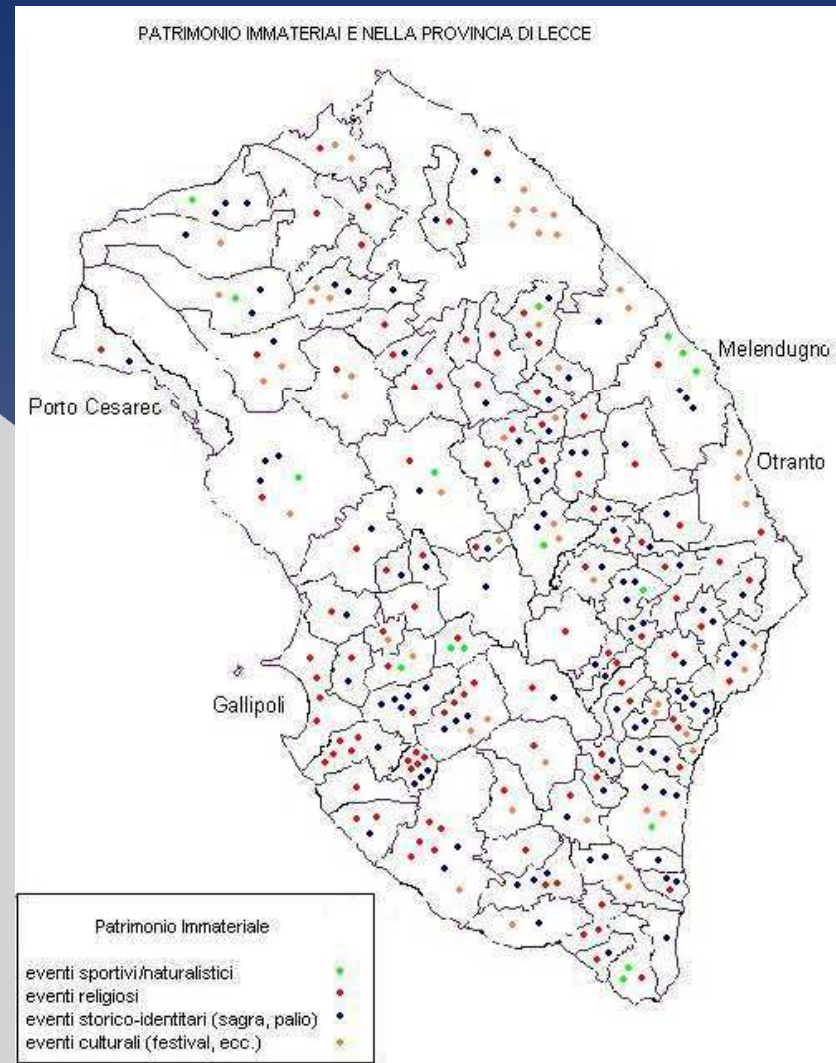 PATRIMONIO IMMATERIAI E NELLA PROVINCIA DI LECCE
Melendugno
Porto Cesarec
Otranto
Gallipoli
Patrimonio Immateriale
eventi sportivi/naturalistici
eventi religiosi
eventi storico-identitari (sagra, palio)
eventi culturali (festival, ecc.)